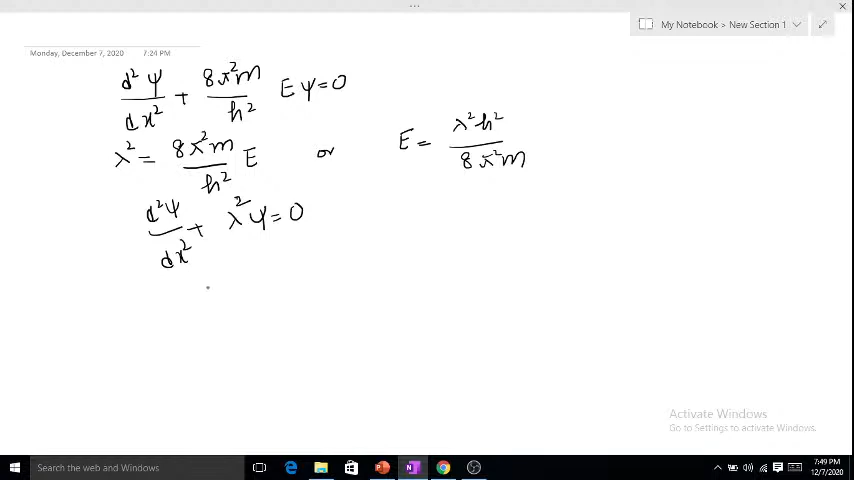 ...
My Notebook > New Section 1
Monday, December 7, 2020 7:24 PM
d²ψ/dx² + 8π²m/h² Eψ=0
λ² = 8π²m/h² E or E = λ²h²/8π²m
d²ψ/dx² + λ²ψ=0
Activate Windows
Go to Settings to activate Windows.
Search the web and Windows
7:49 PM
12/7/2020